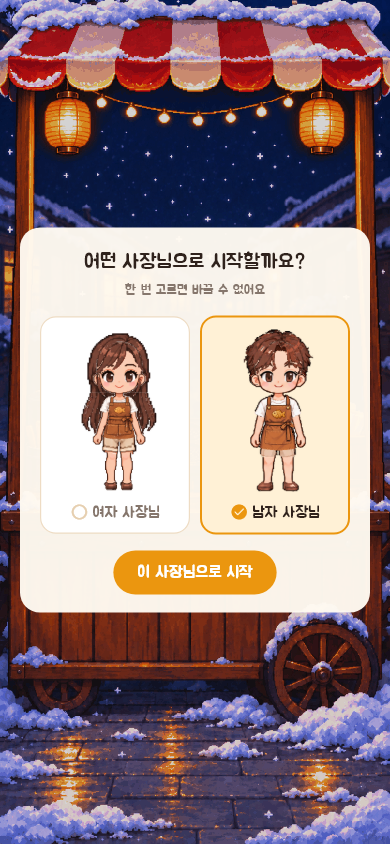 어떤 사장님으로 시작할까요?
한 번 고르면 바꿀 수 없어요
여자 사장님
남자 사장님
이 사장님으로 시작